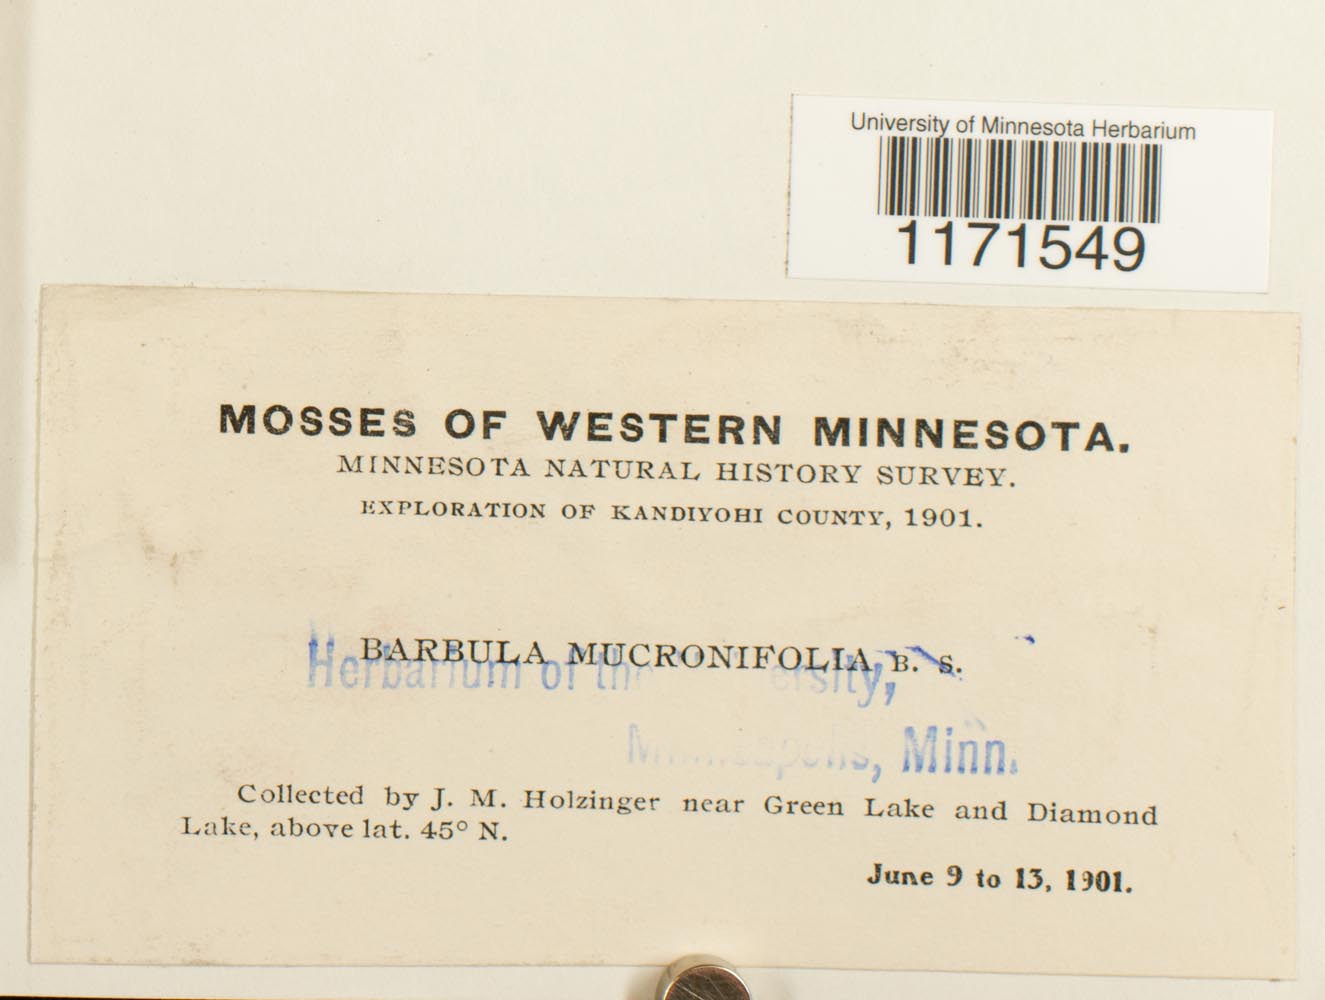 University of Minnesota Herbarium
1171549
MOSSES OF WESTERN MINNESOTA.
MINNESOTA NATURAL HISTORY SURVEY.
EXPLORATION OF KANDIYOHI COUNTY, 1901.
BARBULA MUCRONIFOLIA B. S.
Herbarium of the University,
Minneapolis, Minn.
Collected by J. M. Holzinger near Green Lake and Diamond
Lake, above lat. 45° N.
June 9 to 13, 1901.